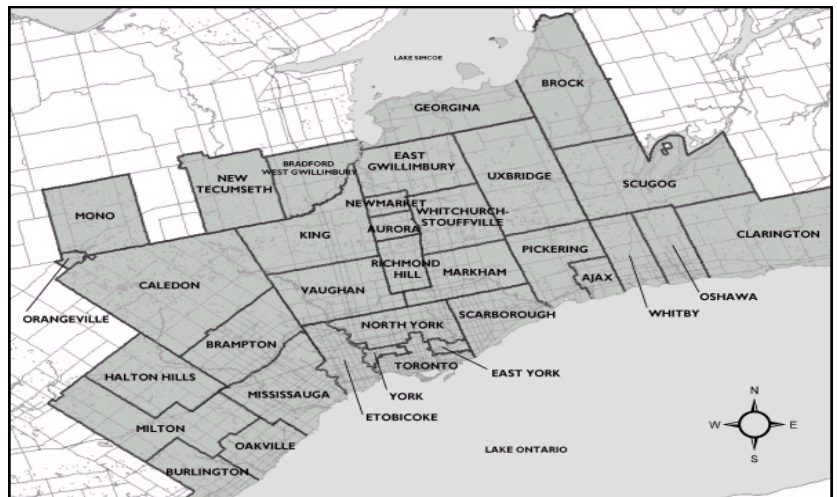 LAKE SIMCOE
BROCK
GEORGINA
EAST
GWILLIMBURY
BRADFORD
WEST GWILLIMBURY
NEW
TECUMSETH
UXBRIDGE
SCUGOG
MONO
NEWMARKET
WHITCHURCH-
STOUFFVILLE
KING
AURORA
CLARINGTON
PICKERING
RICHMOND
HILL
MARKHAM
AJAX
CALEDON
VAUGHAN
OSHAWA
WHITBY
ORANGEVILLE
SCARBOROUGH
NORTH YORK
BRAMPTON
TORONTO
EAST YORK
HALTON HILLS
MISSISSAUGA
YORK
ETOBICOKE
MILTON
OAKVILLE
BURLINGTON
LAKE ONTARIO
N
W
E
S